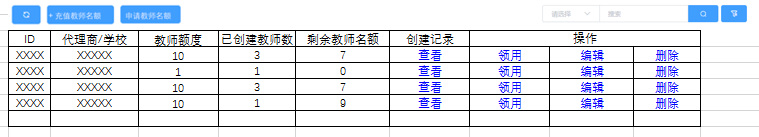 + 充值教师名额 申请教师名额 请选择 搜索
ID 代理商/学校 教师额度 已创建教师数 剩余教师名额 创建记录 操作
XXXX XXXXX 10 3 7 查看 领用 编辑 删除
XXXX XXXXX 1 1 0 查看 领用 编辑 删除
XXXX XXXXX 10 3 7 查看 领用 编辑 删除
XXXX XXXXX 10 1 9 查看 领用 编辑 删除